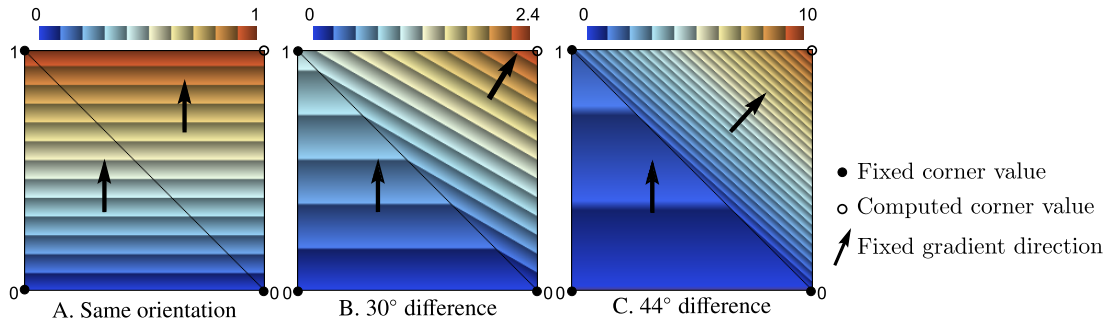 0 1
0 2.4
0 10
1
1
1
0
0
0
0
0
A. Same orientation
B. 30° difference
C. 44° difference
Fixed corner value
Computed corner value
Fixed gradient direction